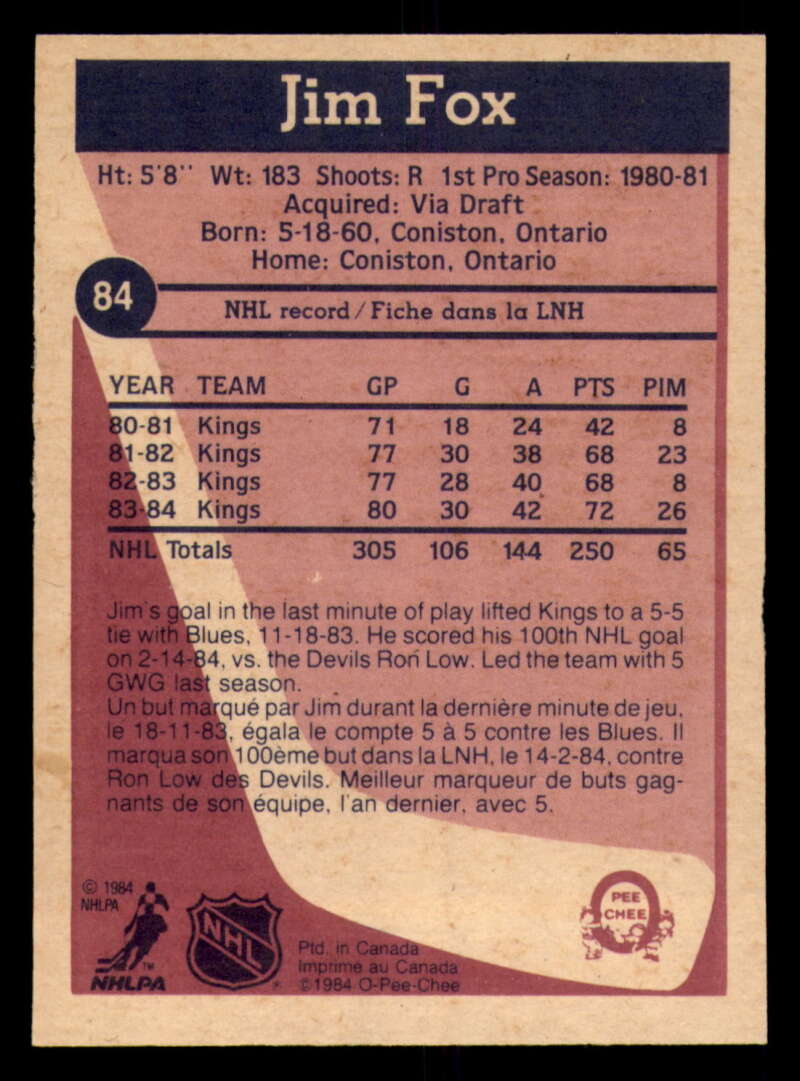 Jim Fox
Ht: 5'8'' Wt: 183 Shoots: R 1st Pro Season: 1980-81
Acquired: Via Draft
Born: 5-18-60, Coniston, Ontario
Home: Coniston, Ontario
84
NHL record / Fiche dans la LNH
YEAR TEAM GP G A PTS PIM
80-81 Kings 71 18 24 42 8
81-82 Kings 77 30 38 68 23
82-83 Kings 77 28 40 68 8
83-84 Kings 80 30 42 72 26
NHL Totals 305 106 144 250 65
Jim's goal in the last minute of play lifted Kings to a 5-5
tie with Blues, 11-18-83. He scored his 100th NHL goal
on 2-14-84, vs. the Devils Ron Low. Led the team with 5
GWG last season.
Un but marqué par Jim durant la dernière minute de jeu,
le 18-11-83, égala le compte 5 à 5 contre les Blues. Il
marqua son 100ème but dans la LNH, le 14-2-84, contre
Ron Low des Devils. Meilleur marqueur de buts gag-
nants de son équipe, l'an dernier, avec 5.
© 1984
NHLPA
TM
NHLPA
NHL
®
Ptd. in Canada
Imprime au Canada
©1984 O-Pee-Chee
PEE
CHEE